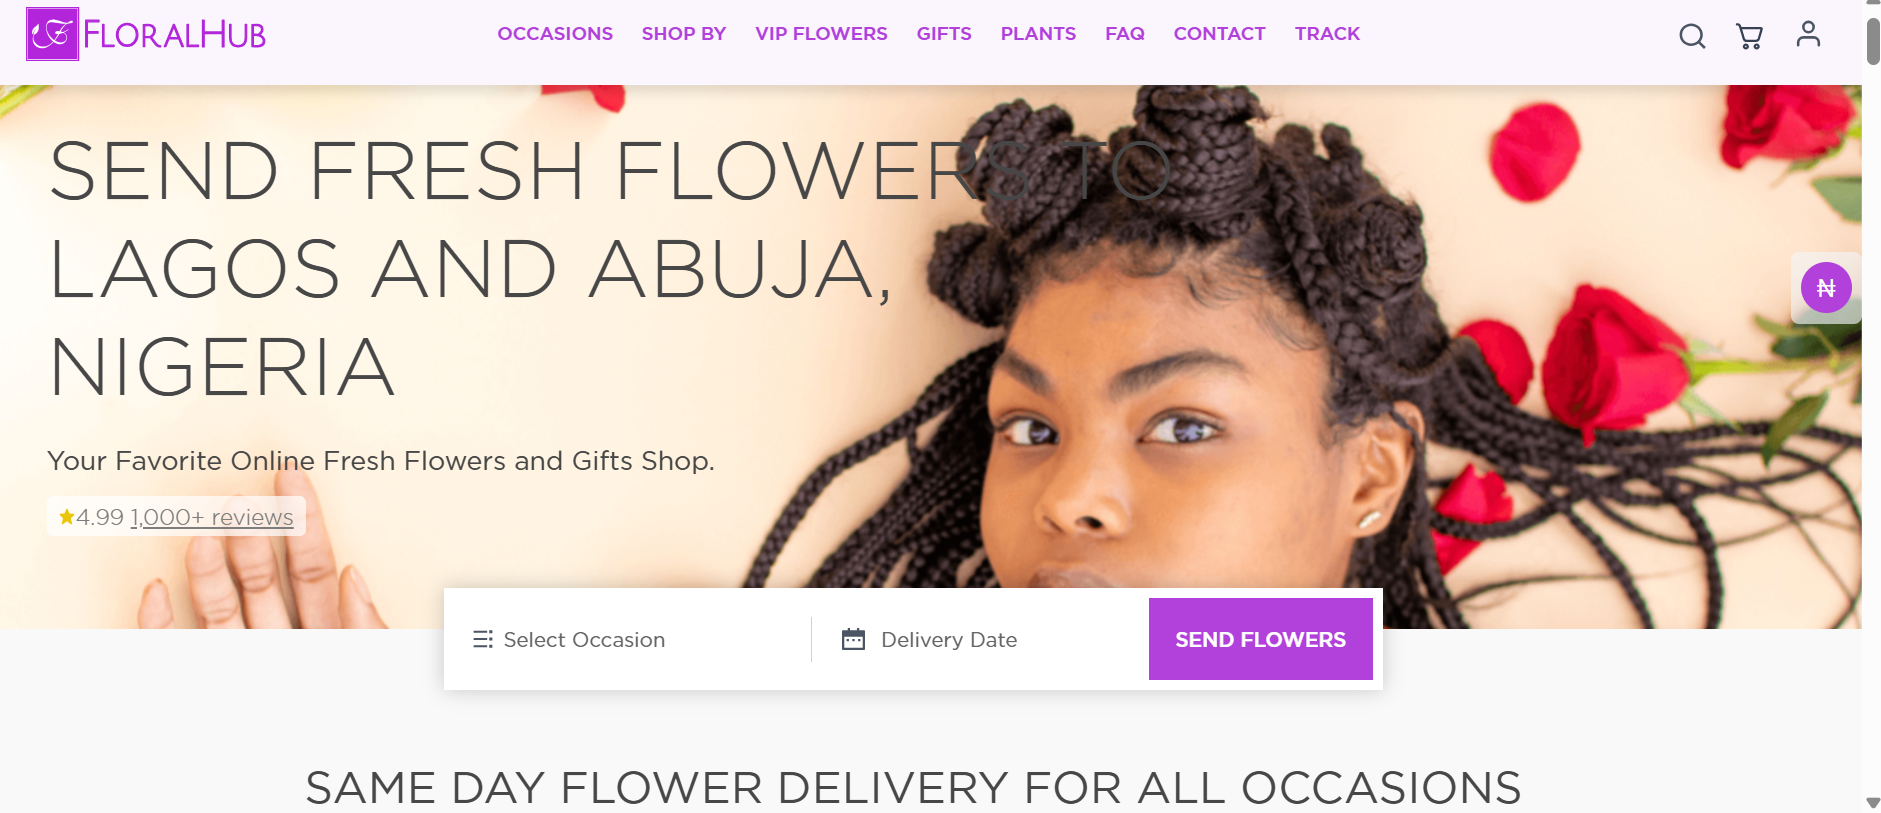 FLORALHUB
OCCASIONS SHOP BY VIP FLOWERS GIFTS PLANTS FAQ CONTACT TRACK
SEND FRESH FLOWERS TO
LAGOS AND ABUJA,
NIGERIA
₦
Your Favorite Online Fresh Flowers and Gifts Shop.
4.99 1,000+ reviews
Select Occasion Delivery Date SEND FLOWERS
SAME DAY FLOWER DELIVERY FOR ALL OCCASIONS